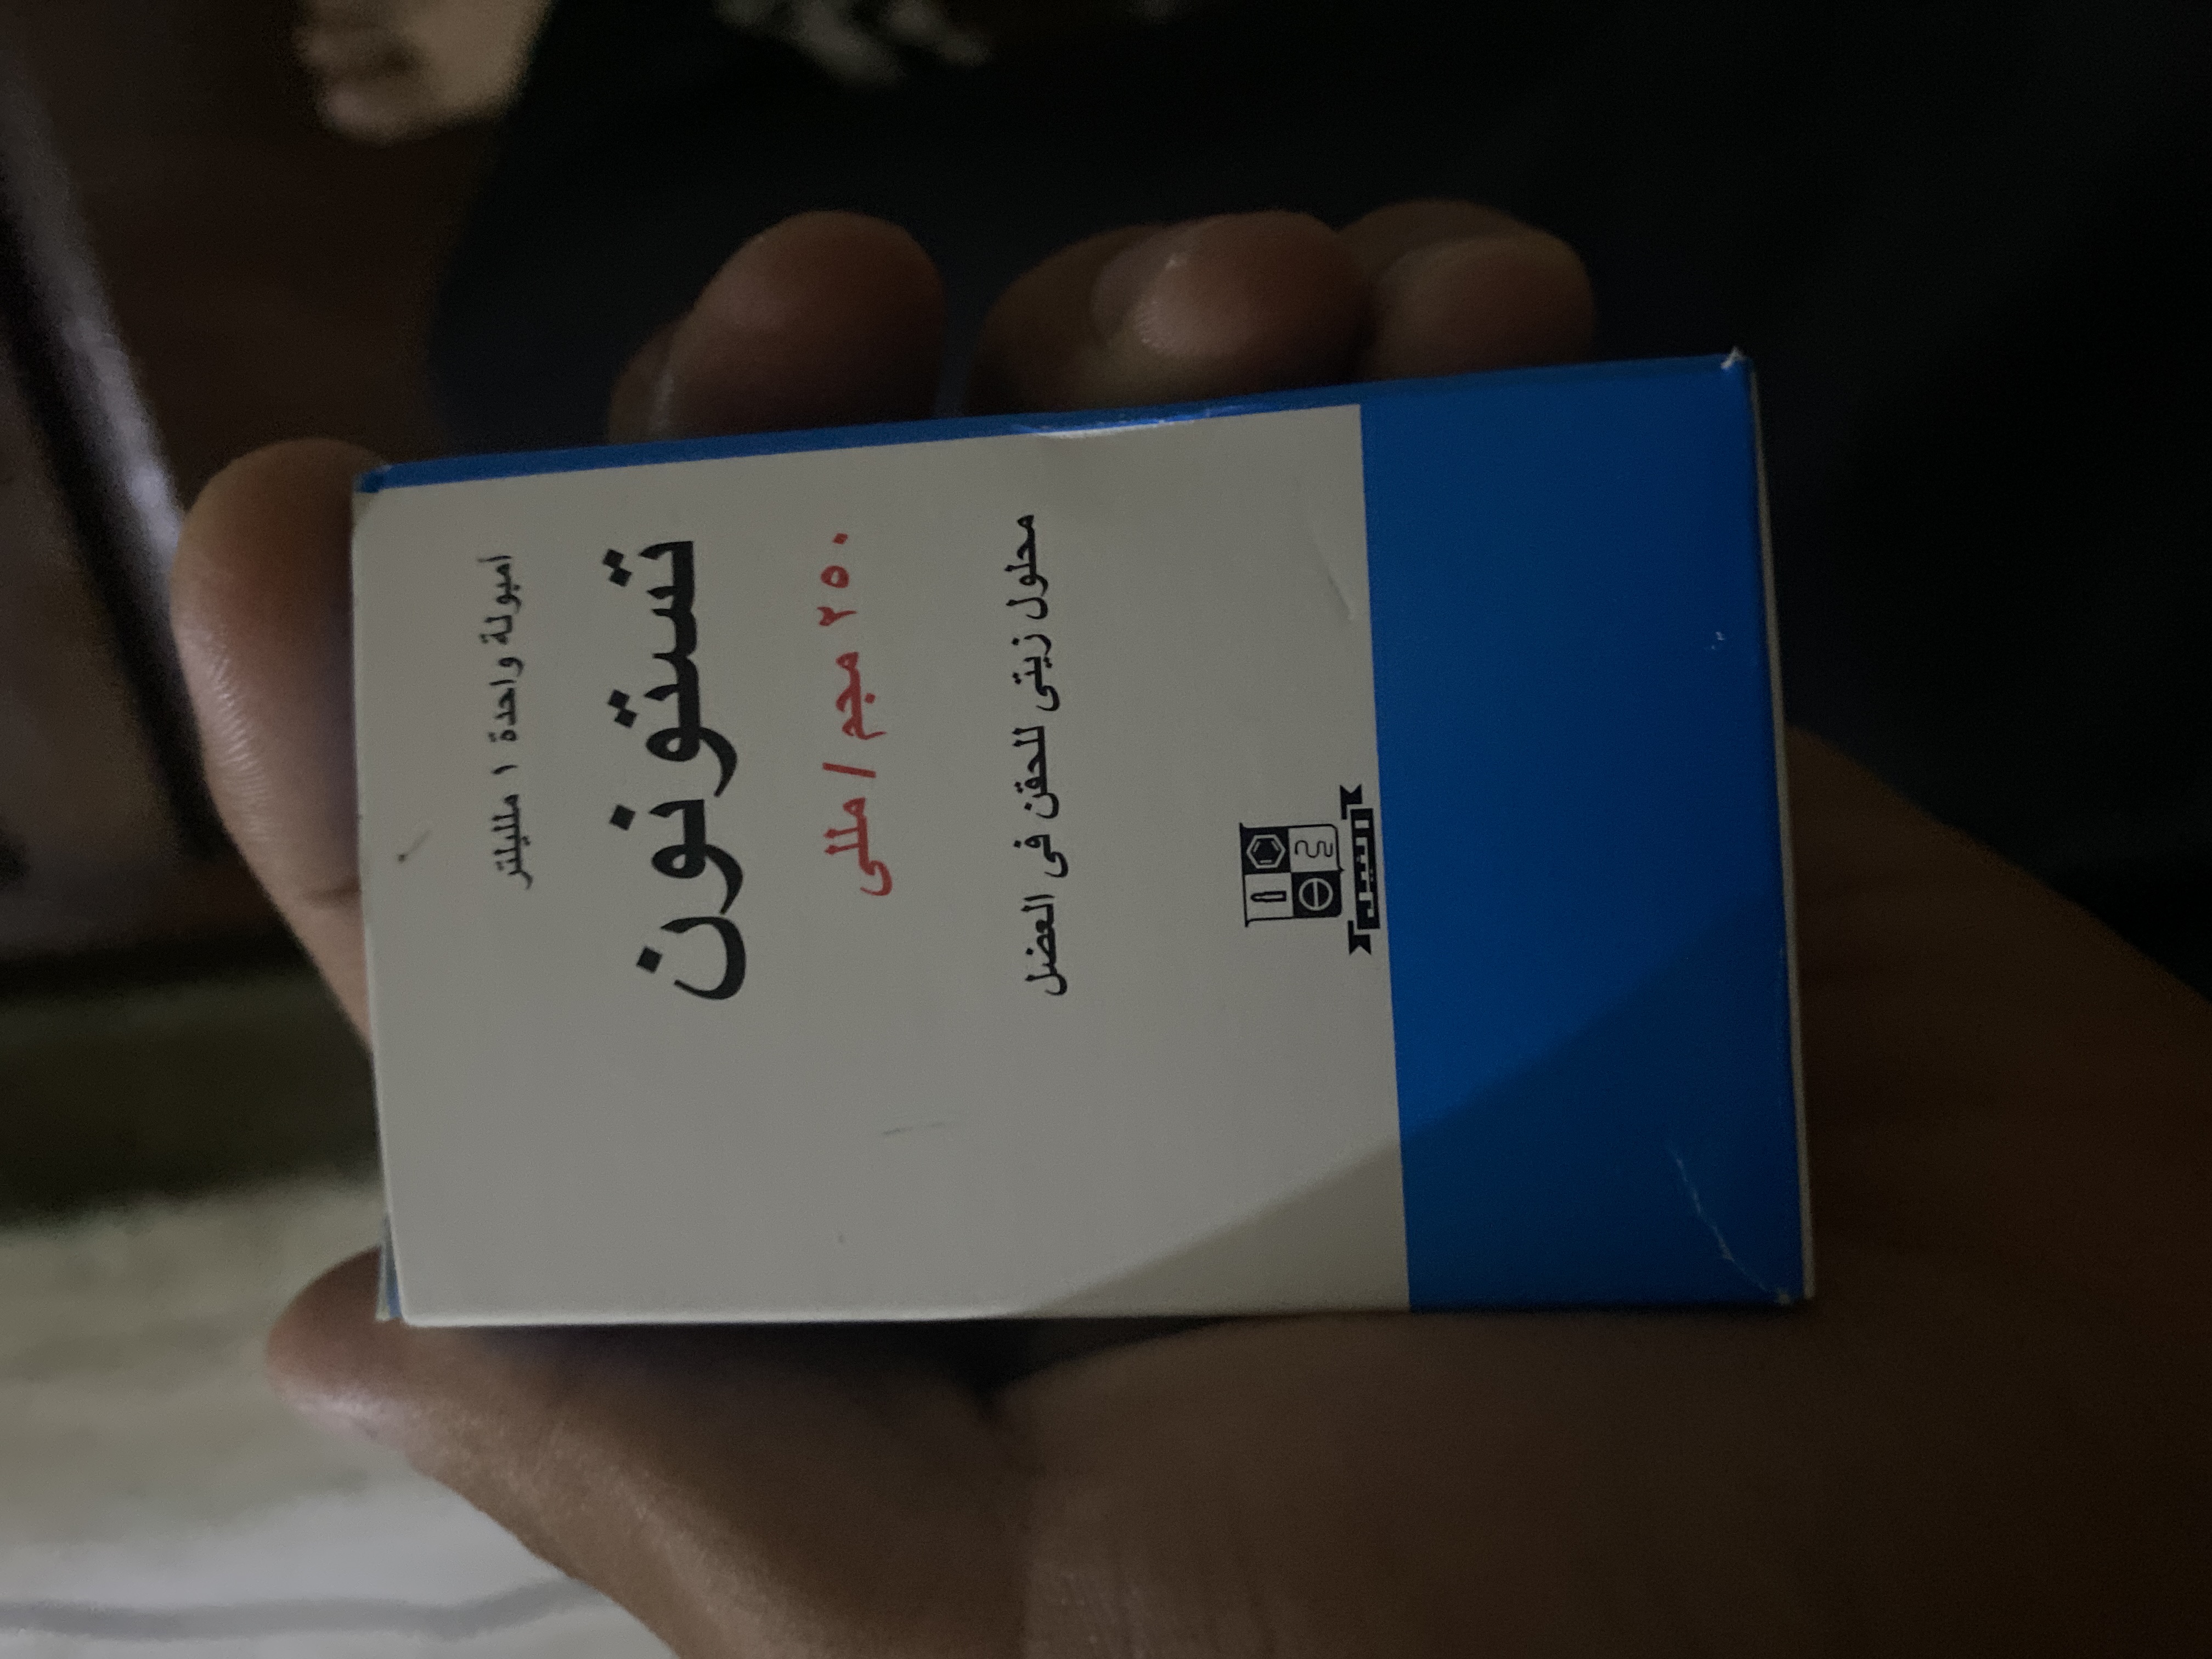 امبولة واحدة ١ ملليلتر
تستونون
٢٥٠ مجم / مللى
محلول زيتى للحقن فى العضل